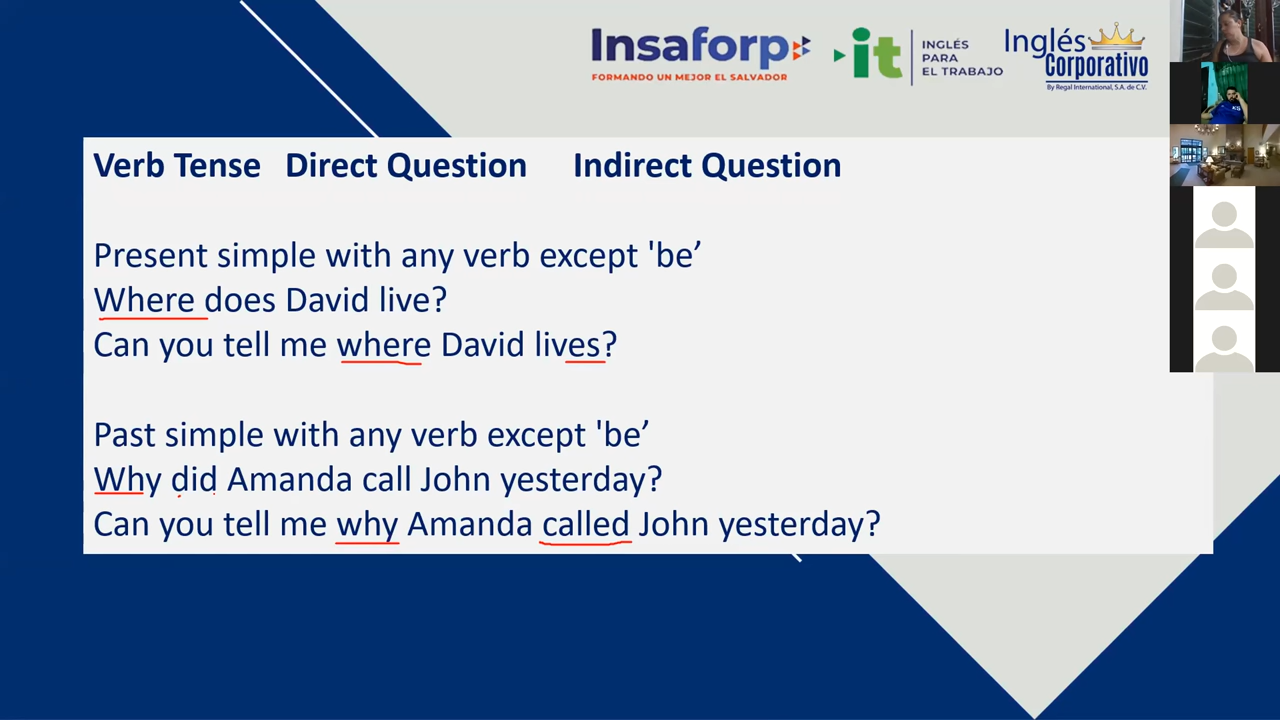 Insaforp
FORMANDO UN MEJOR EL SALVADOR
it
INGLÉS
PARA
EL TRABAJO
Inglés
Corporativo
By Regal International, S.A. de C.V.
Verb Tense Direct Question Indirect Question
Present simple with any verb except 'be’
Where does David live?
Can you tell me where David lives?
Past simple with any verb except 'be’
Why did Amanda call John yesterday?
Can you tell me why Amanda called John yesterday?